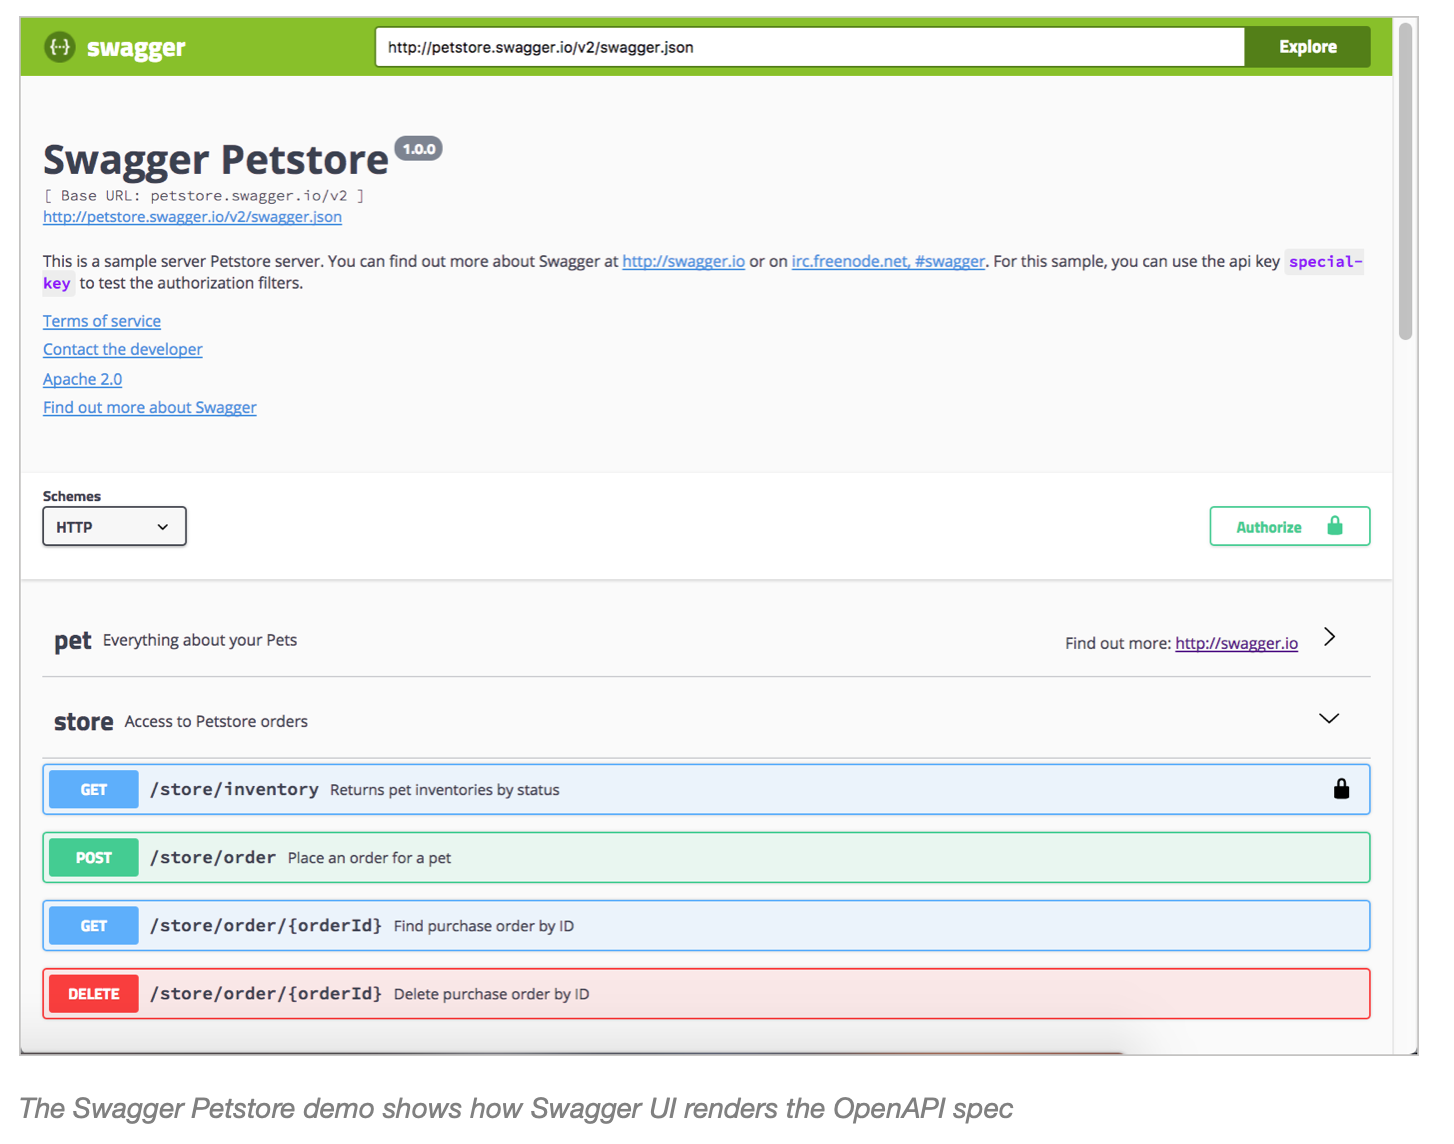 {···} swagger
http://petstore.swagger.io/v2/swagger.json
Explore
Swagger Petstore 1.0.0
[ Base URL: petstore.swagger.io/v2 ]
http://petstore.swagger.io/v2/swagger.json
This is a sample server Petstore server. You can find out more about Swagger at http://swagger.io or on irc.freenode.net, #swagger. For this sample, you can use the api key special-
key to test the authorization filters.
Terms of service
Contact the developer
Apache 2.0
Find out more about Swagger
Schemes
HTTP
Authorize
pet Everything about your Pets
Find out more: http://swagger.io
store Access to Petstore orders
GET /store/inventory Returns pet inventories by status
POST /store/order Place an order for a pet
GET /store/order/{orderId} Find purchase order by ID
DELETE /store/order/{orderId} Delete purchase order by ID
The Swagger Petstore demo shows how Swagger UI renders the OpenAPI spec